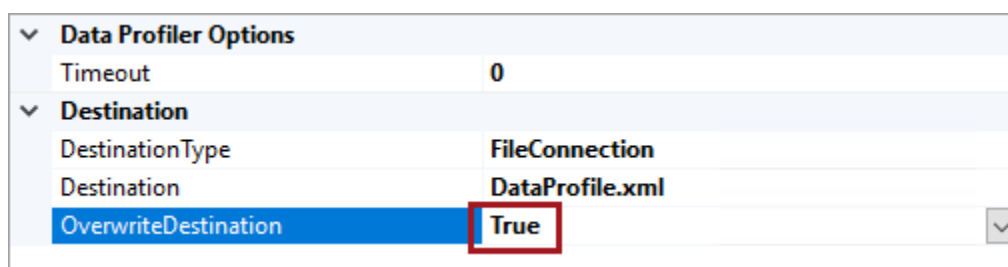 Data Profiler Options
Timeout 0
Destination
DestinationType FileConnection
Destination DataProfile.xml
OverwriteDestination True